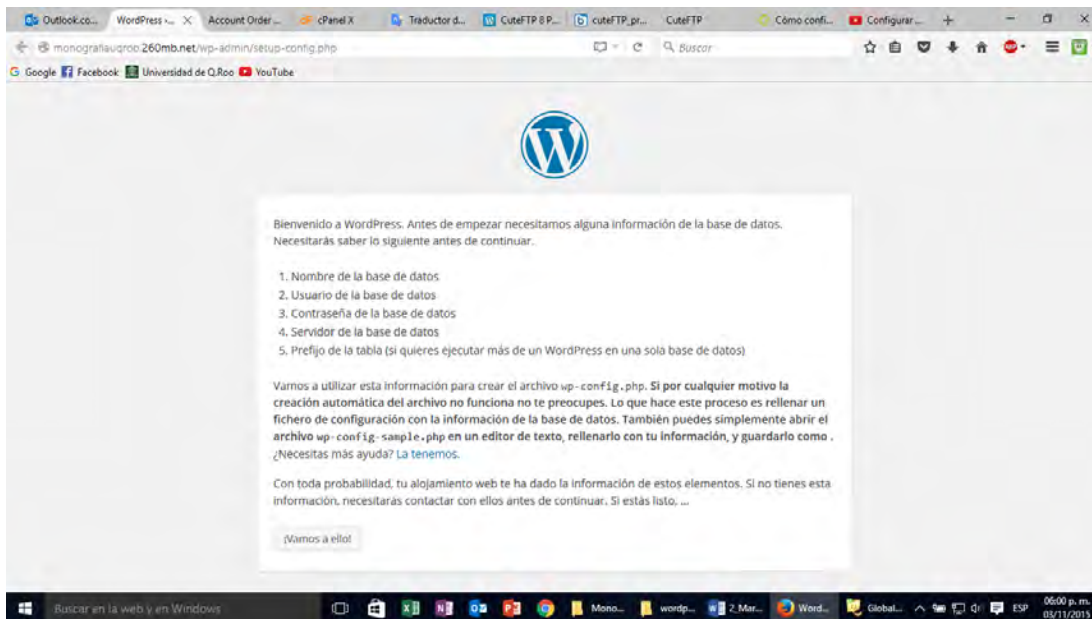 Outlook.co... WordPress ›... Account Order ... cPanel X Traductor d... CuteFTP 8 P... cuteFTP_pr... CuteFTP Cómo confi... Configurar ...
monografiauqroo.260mb.net/wp-admin/setup-config.php Buscar
Google Facebook Universidad de Q.Roo YouTube
Bienvenido a WordPress. Antes de empezar necesitamos alguna información de la base de datos.
Necesitarás saber lo siguiente antes de continuar.
1. Nombre de la base de datos
2. Usuario de la base de datos
3. Contraseña de la base de datos
4. Servidor de la base de datos
5. Prefijo de la tabla (si quieres ejecutar más de un WordPress en una sola base de datos)
Vamos a utilizar esta información para crear el archivo wp-config.php. Si por cualquier motivo la
creación automática del archivo no funciona no te preocupes. Lo que hace este proceso es rellenar un
fichero de configuración con la información de la base de datos. También puedes simplemente abrir el
archivo wp-config-sample.php en un editor de texto, rellenarlo con tu información, y guardarlo como .
¿Necesitas más ayuda? La tenemos.
Con toda probabilidad, tu alojamiento web te ha dado la información de estos elementos. Si no tienes esta
información, necesitarás contactar con ellos antes de continuar. Si estás listo, ...
¡Vamos a ello!
Buscar en la web y en Windows Mono... wordp... 2_Mar... Word... Global... ESP 06:00 p. m.
03/11/2015